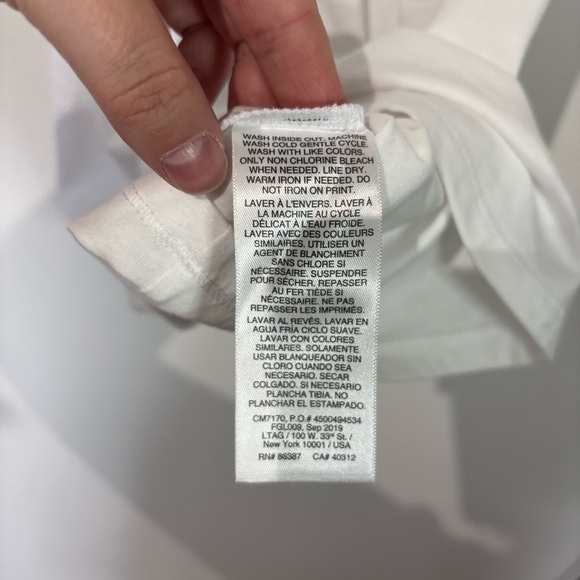 WASH INSIDE OUT. MACHINE
WASH COLD GENTLE CYCLE.
WASH WITH LIKE COLORS.
ONLY NON CHLORINE BLEACH
WHEN NEEDED. LINE DRY.
WARM IRON IF NEEDED. DO
NOT IRON ON PRINT.
LAVER À L'ENVERS. LAVER À
LA MACHINE AU CYCLE
DÉLICAT À L'EAU FROIDE.
LAVER AVEC DES COULEURS
SIMILAIRES. UTILISER UN
AGENT DE BLANCHIMENT
SANS CHLORE SI
NÉCESSAIRE. SUSPENDRE
POUR SÉCHER. REPASSER
AU FER TIÈDE SI
NÉCESSAIRE. NE PAS
REPASSER LES IMPRIMÉS.
LAVAR AL REVÉS. LAVAR EN
AGUA FRÍA CICLO SUAVE.
LAVAR CON COLORES
SIMILARES. SOLAMENTE
USAR BLANQUEADOR SIN
CLORO CUANDO SEA
NECESARIO. SECAR
COLGADO. SI NECESARIO
PLANCHA TIBIA. NO
PLANCHAR EL ESTAMPADO.
CM7170, P.O.# 4500494534
FGL009, Sep 2019
LTAG / 100 W. 33rd St. /
New York 10001 / USA
RN# 86387 CA# 40312